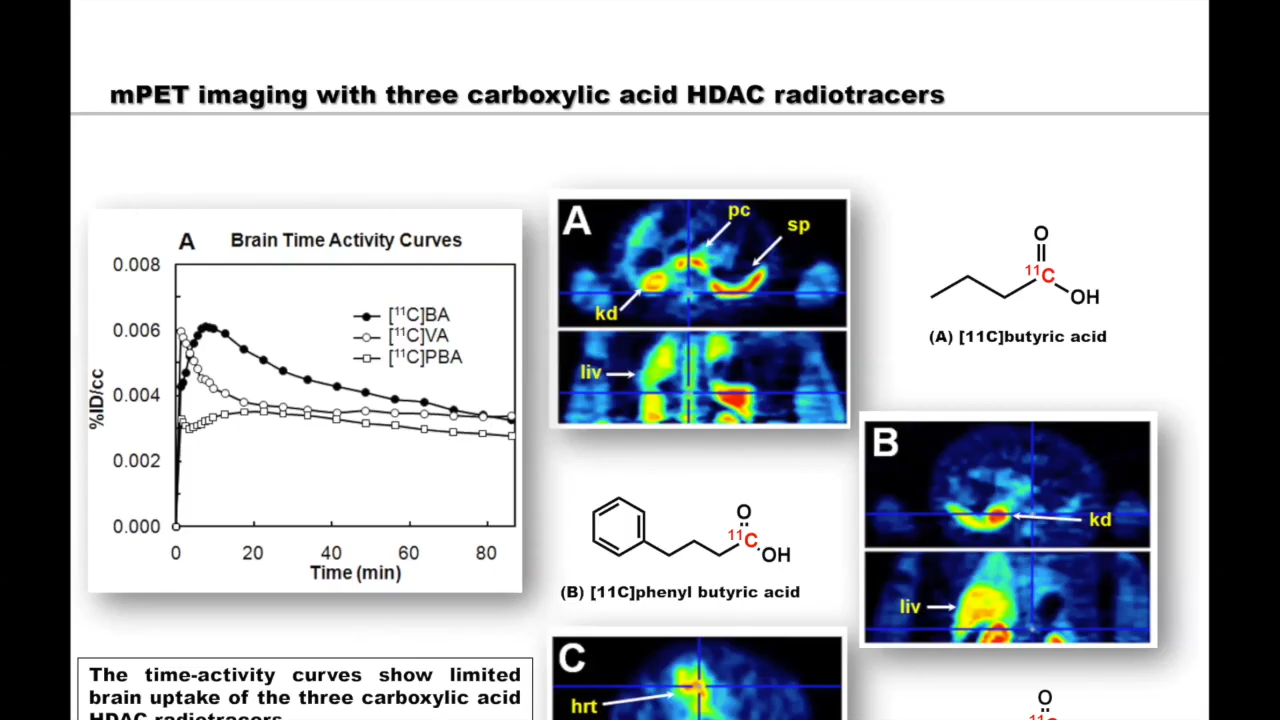 mPET imaging with three carboxylic acid HDAC radiotracers
A Brain Time Activity Curves
0.008
0.006
0.004
0.002
0.000
%ID/cc
[¹¹C]BA
[¹¹C]VA
[¹¹C]PBA
0 20 40 60 80
Time (min)
A
pc
sp
kd
liv
O
¹¹C
OH
(A) [11C]butyric acid
B
kd
liv
O
¹¹C
OH
(B) [11C]phenyl butyric acid
C
hrt
O
The time-activity curves show limited
brain uptake of the three carboxylic acid
HDAC radiotracers